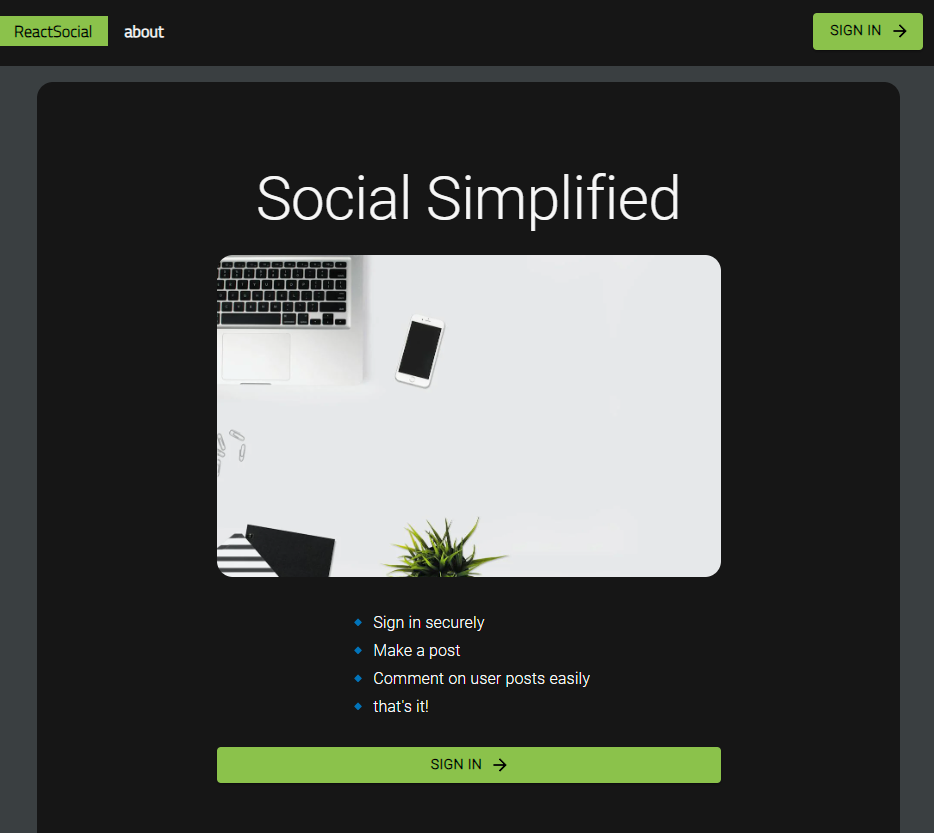 ReactSocial about SIGN IN →
Social Simplified
Sign in securely
Make a post
Comment on user posts easily
that's it!
SIGN IN →